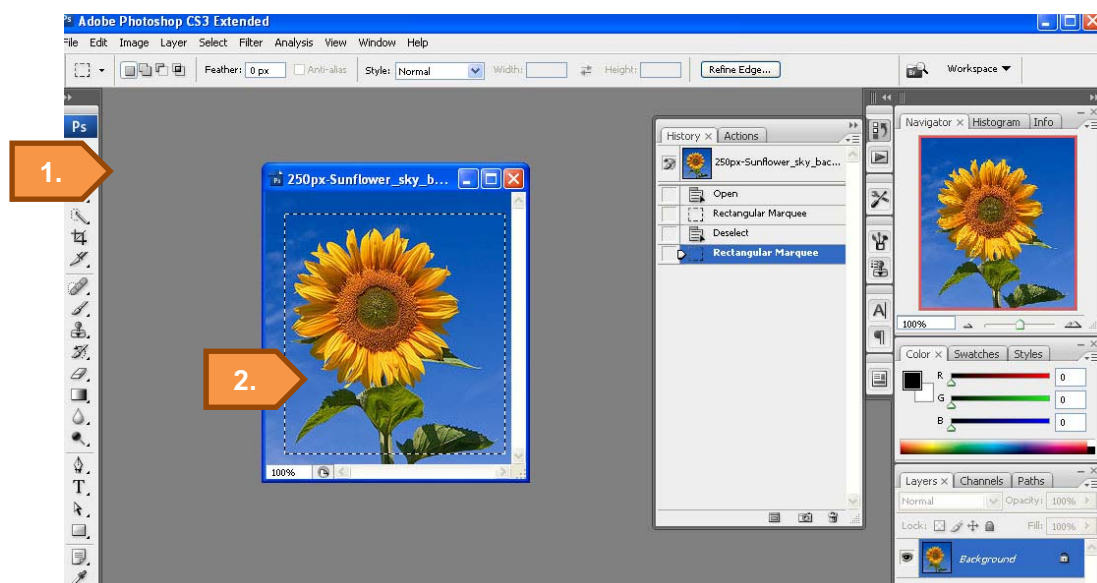 Ps Adobe Photoshop CS3 Extended
File Edit Image Layer Select Filter Analysis View Window Help
Feather: 0 px Anti-alias Style: Normal Width: Height: Refine Edge... Workspace
Ps
1.
250px-Sunflower_sky_b...
2.
100%
History × Actions
250px-Sunflower_sky_bac...
Open
Rectangular Marquee
Deselect
Rectangular Marquee
A
Navigator × Histogram Info
100%
Color × Swatches Styles
R 0
G 0
B 0
Layers × Channels Paths
Normal Opacity: 100%
Lock: Fill: 100%
Background
T